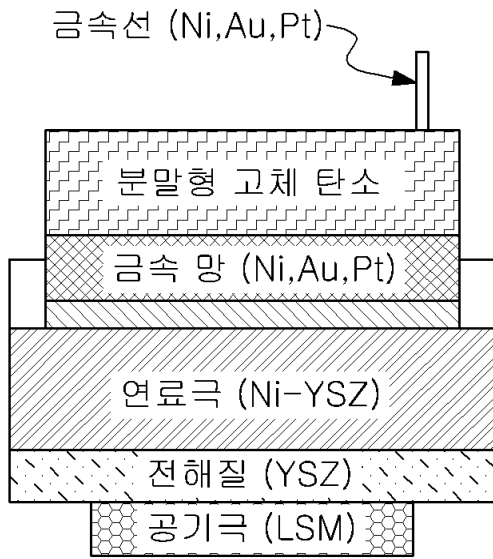 금속선 (Ni,Au,Pt)
분말형 고체 탄소
금속 망 (Ni,Au,Pt)
연료극 (Ni-YSZ)
전해질 (YSZ)
공기극 (LSM)